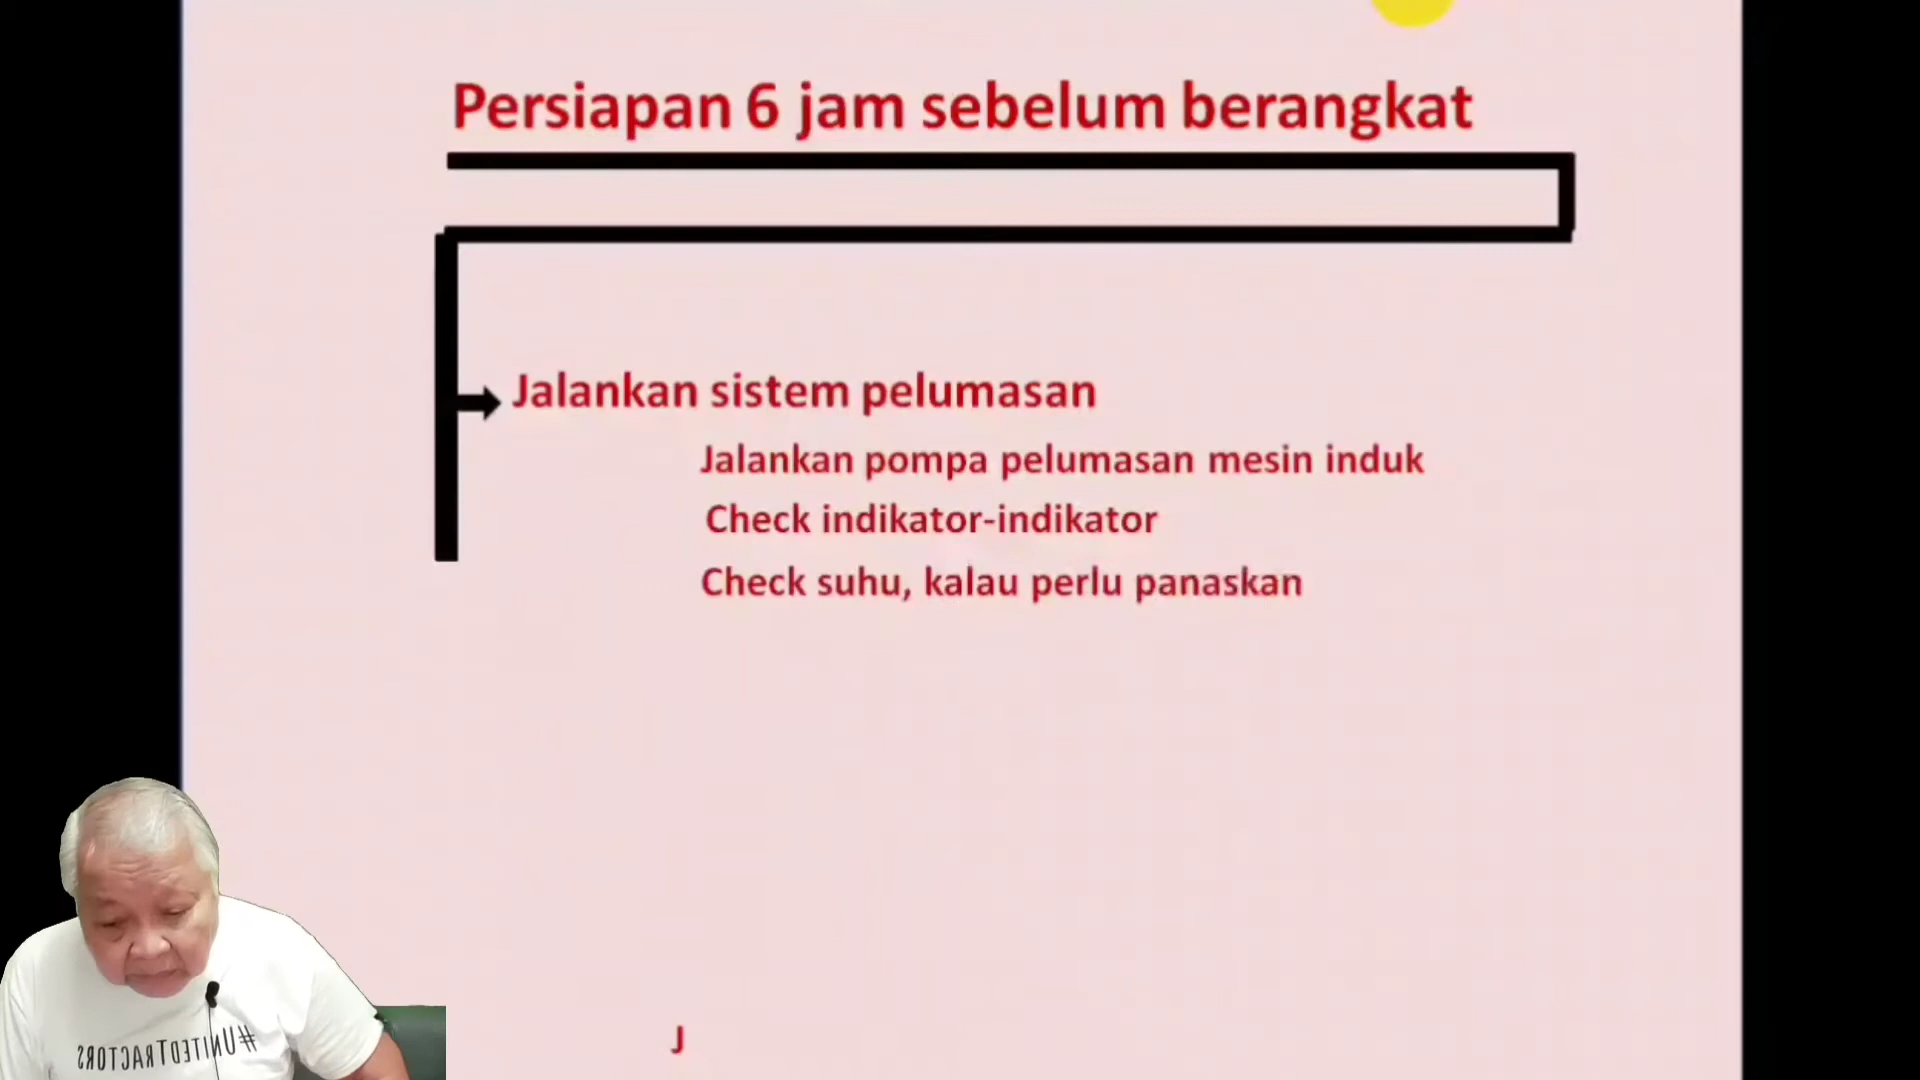 Persiapan 6 jam sebelum berangkat
Jalankan sistem pelumasan
Jalankan pompa pelumasan mesin induk
Check indikator-indikator
Check suhu, kalau perlu panaskan
J
#UNITEDTRACTORS